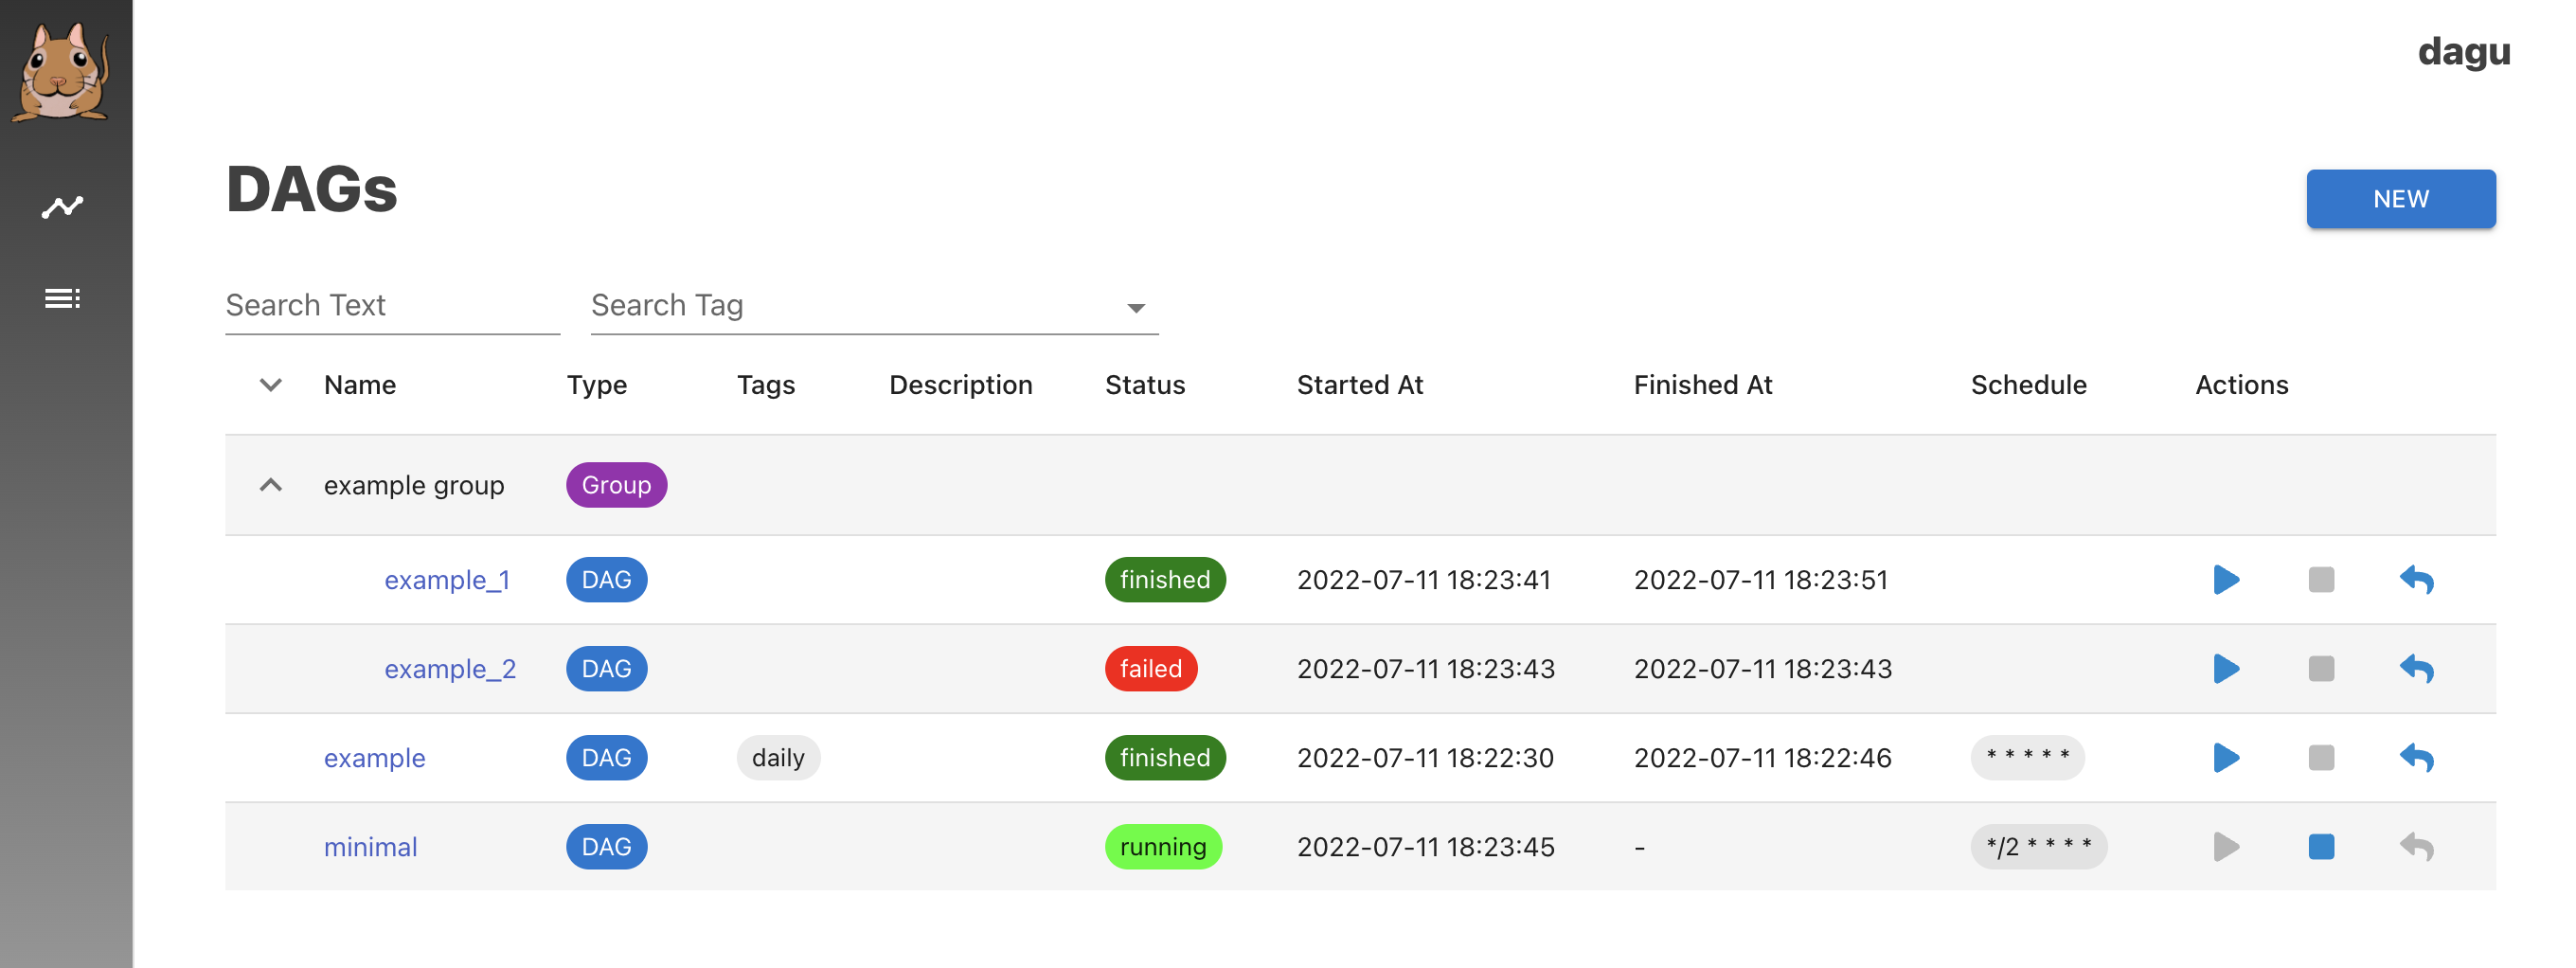 dagu
DAGs
NEW
Search Text Search Tag
Name Type Tags Description Status Started At Finished At Schedule Actions
example group Group
example_1 DAG finished 2022-07-11 18:23:41 2022-07-11 18:23:51
example_2 DAG failed 2022-07-11 18:23:43 2022-07-11 18:23:43
example DAG daily finished 2022-07-11 18:22:30 2022-07-11 18:22:46 * * * * *
minimal DAG running 2022-07-11 18:23:45 - */2 * * * *